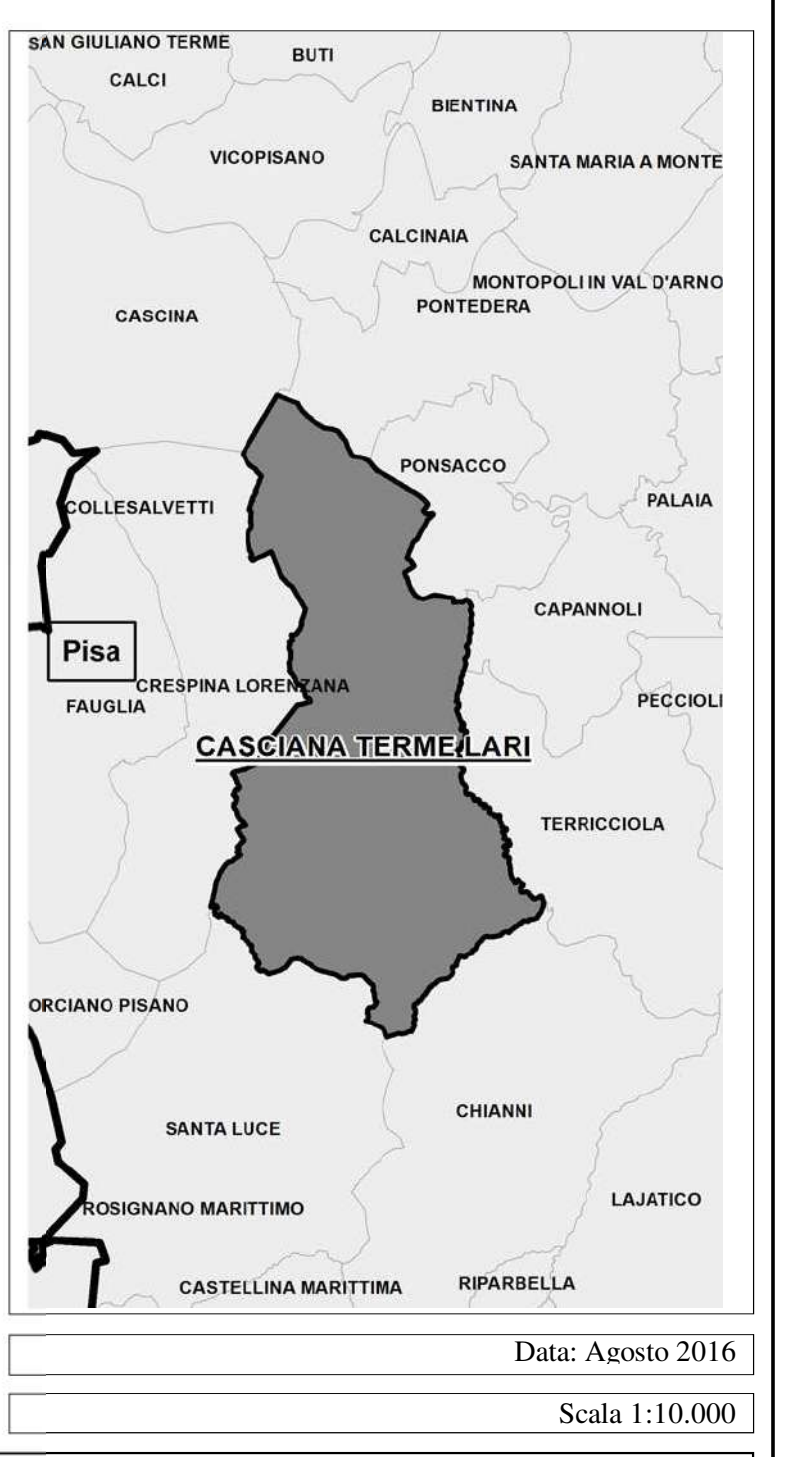 SAN GIULIANO TERME
BUTI
CALCI
BIENTINA
VICOPISANO
SANTA MARIA A MONTE
CALCINAIA
MONTOPOLI IN VAL D'ARNO
CASCINA
PONTEDERA
PONSACCO
COLLESALVETTI
PALAIA
CAPANNOLI
Pisa
CRESPINA LORENZANA
FAUGLIA
PECCIOLI
CASCIANA TERME LARI
TERRICCIOLA
ORCIANO PISANO
SANTA LUCE
CHIANNI
ROSIGNANO MARITTIMO
LAJATICO
CASTELLINA MARITTIMA
RIPARBELLA
Data: Agosto 2016
Scala 1:10.000